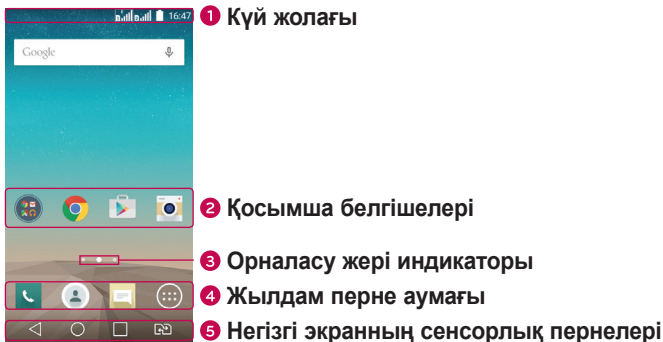 16:47
❶ Күй жолағы
Google
❷ Қосымша белгішелері
❸ Орналасу жері индикаторы
❹ Жылдам перне аумағы
❺ Негізгі экранның сенсорлық пернелері